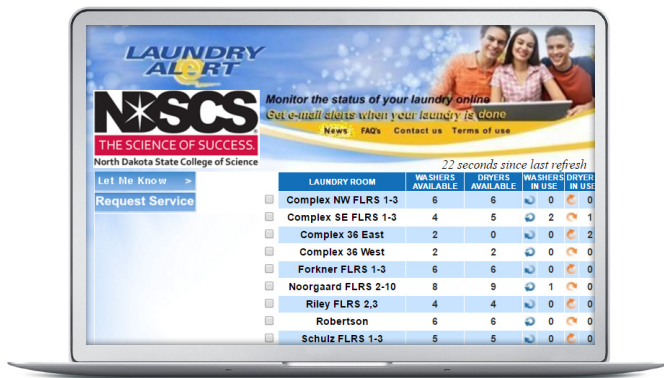 LAUNDRY
ALERT
NDSCS
THE SCIENCE OF SUCCESS.
North Dakota State College of Science
Monitor the status of your laundry online
Get e-mail alerts when your laundry is done
News FAQ's Contact us Terms of use
22 seconds since last refresh
Let Me Know >
Request Service
LAUNDRY ROOM WASHERS AVAILABLE DRYERS AVAILABLE WASHERS IN USE DRYER IN USE
Complex NW FLRS 1-3 6 6 0 0
Complex SE FLRS 1-3 4 5 2 1
Complex 36 East 2 0 0 2
Complex 36 West 2 2 0 0
Forkner FLRS 1-3 6 6 0 0
Noorgaard FLRS 2-10 8 9 1 0
Riley FLRS 2,3 4 4 0 0
Robertson 6 6 0 0
Schulz FLRS 1-3 5 5 0 0